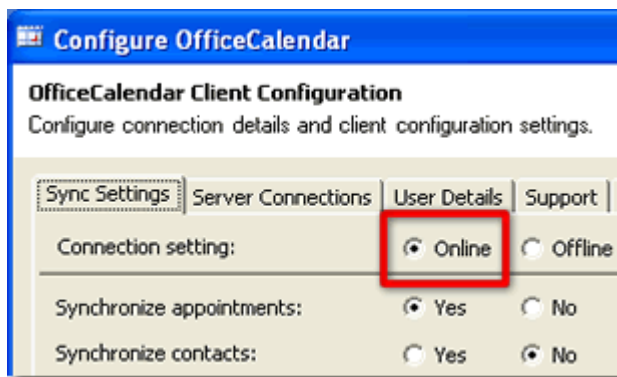 Configure OfficeCalendar
OfficeCalendar Client Configuration
Configure connection details and client configuration settings.
Sync Settings Server Connections User Details Support
Connection setting: Online Offline
Synchronize appointments: Yes No
Synchronize contacts: Yes No